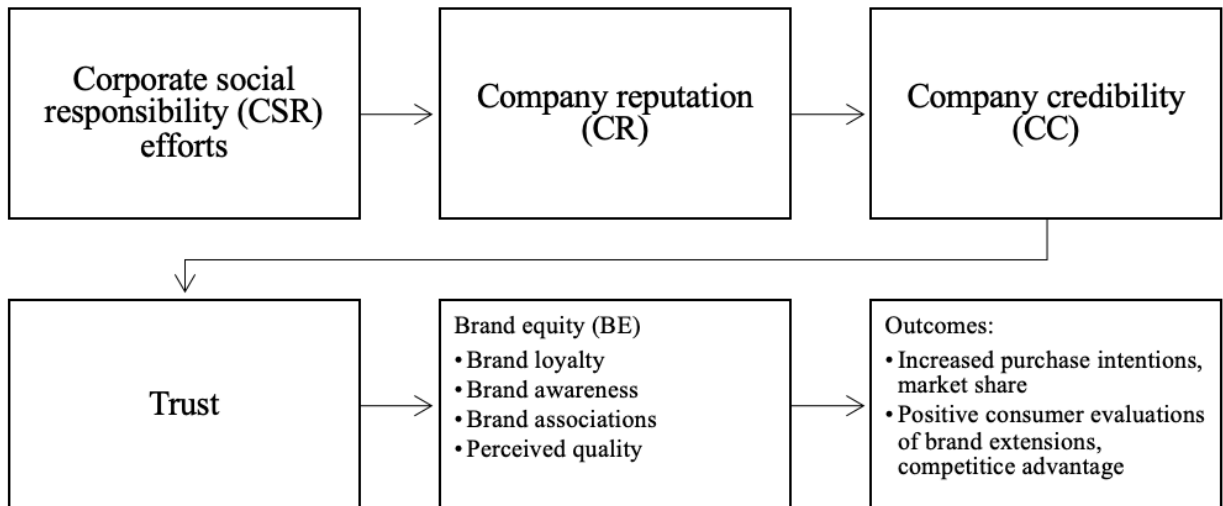 Corporate social
responsibility (CSR)
efforts
Company reputation
(CR)
Company credibility
(CC)
Trust
Brand equity (BE)
• Brand loyalty
• Brand awareness
• Brand associations
• Perceived quality
Outcomes:
• Increased purchase intentions,
market share
• Positive consumer evaluations
of brand extensions,
competitice advantage